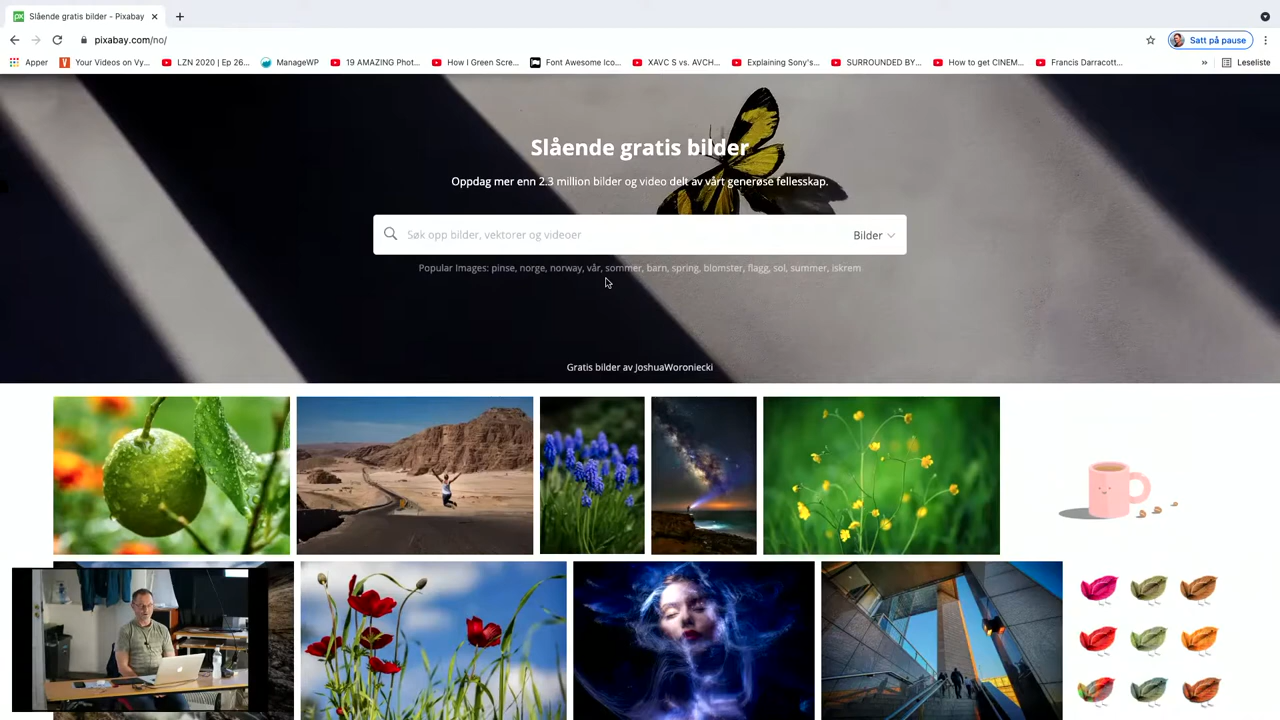 Slående gratis bilder - Pixabay
pixabay.com/no/
Satt på pause
Apper
Your Videos on Vy...
LZN 2020 | Ep 26...
ManageWP
19 AMAZING Phot...
How I Green Scre...
Font Awesome Ico...
XAVC S vs. AVCH...
Explaining Sony's...
SURROUNDED BY...
How to get CINEM...
Francis Darracott...
»
Leseliste
Slående gratis bilder
Oppdag mer enn 2.3 million bilder og video delt av vårt generøse fellesskap.
Søk opp bilder, vektorer og videoer
Bilder
Popular Images: pinse, norge, norway, vår, sommer, barn, spring, blomster, flagg, sol, summer, iskrem
Gratis bilder av JoshuaWoroniecki